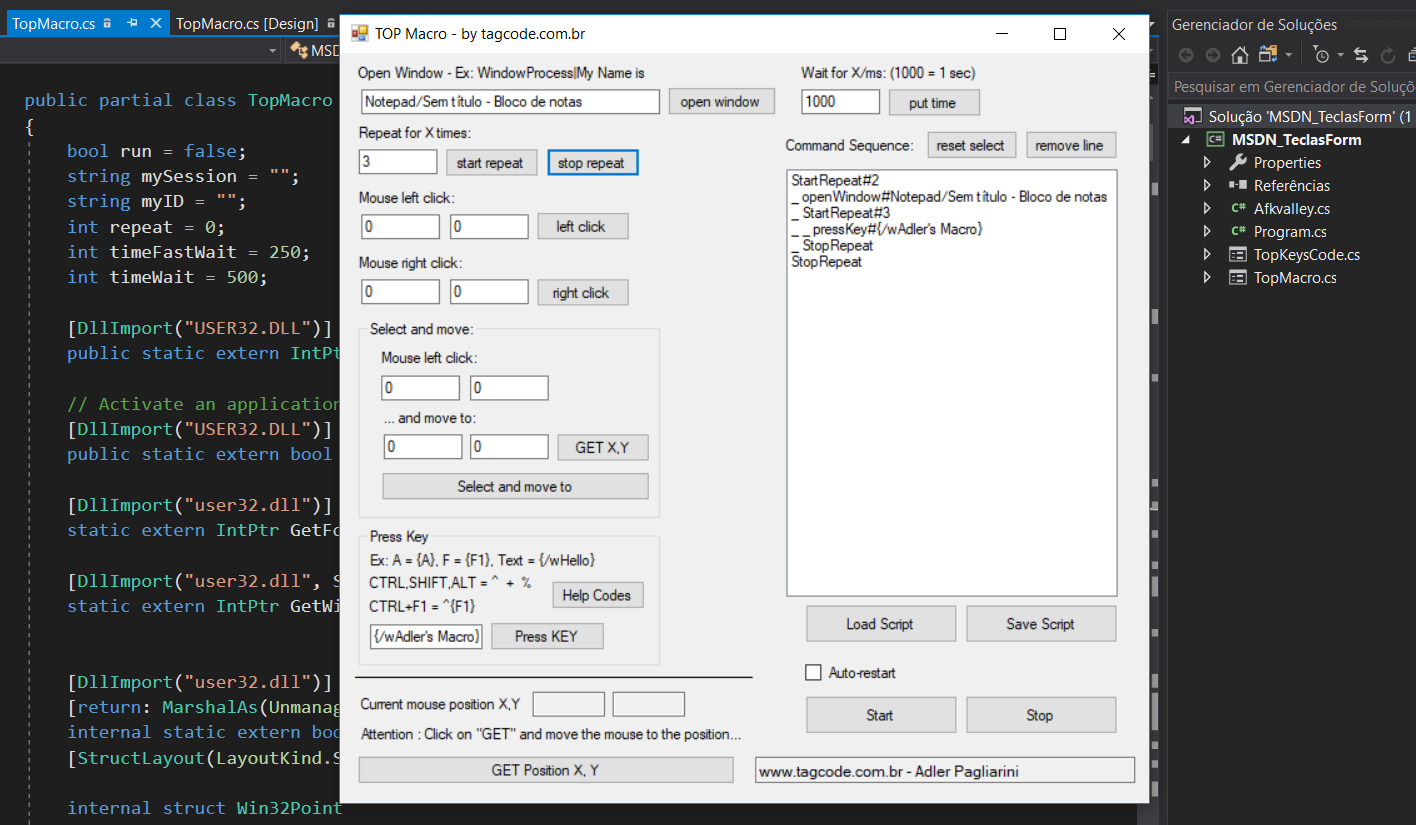 TopMacro.cs
TopMacro.cs [Design]
public partial class TopMacro
{
bool run = false;
string mySession = "";
string myID = "";
int repeat = 0;
int timeFastWait = 250;
int timeWait = 500;
[DllImport("USER32.DLL")]
public static extern IntPt
// Activate an application
[DllImport("USER32.DLL")]
public static extern bool
[DllImport("user32.dll")]
static extern IntPtr GetFo
[DllImport("user32.dll", S
static extern IntPtr GetWi
[DllImport("user32.dll")]
[return: MarshalAs(Unmanag
internal static extern boo
[StructLayout(LayoutKind.S
internal struct Win32Point
TOP Macro - by tagcode.com.br
Open Window - Ex: WindowProcess|My Name is
Notepad/Sem título - Bloco de notas
open window
Repeat for X times:
3
start repeat
stop repeat
Mouse left click:
0
0
left click
Mouse right click:
0
0
right click
Select and move:
Mouse left click:
0
0
... and move to:
0
0
GET X,Y
Select and move to
Press Key
Ex: A = {A}, F = {F1}, Text = {/wHello}
CTRL,SHIFT,ALT = ^ + %
CTRL+F1 = ^{F1}
Help Codes
{/wAdler's Macro}
Press KEY
Current mouse position X,Y
Attention : Click on "GET" and move the mouse to the position...
GET Position X, Y
Wait for X/ms: (1000 = 1 sec)
1000
put time
Command Sequence:
reset select
remove line
StartRepeat#2
_ openWindow#Notepad/Sem título - Bloco de notas
_ StartRepeat#3
_ _ pressKey#{/wAdler's Macro}
_ StopRepeat
StopRepeat
Load Script
Save Script
Auto-restart
Start
Stop
www.tagcode.com.br - Adler Pagliarini
Gerenciador de Soluções
Pesquisar em Gerenciador de Soluçõ
Solução 'MSDN_TeclasForm' (1
C# MSDN_TeclasForm
Properties
Referências
C# Afkvalley.cs
C# Program.cs
TopKeysCode.cs
TopMacro.cs